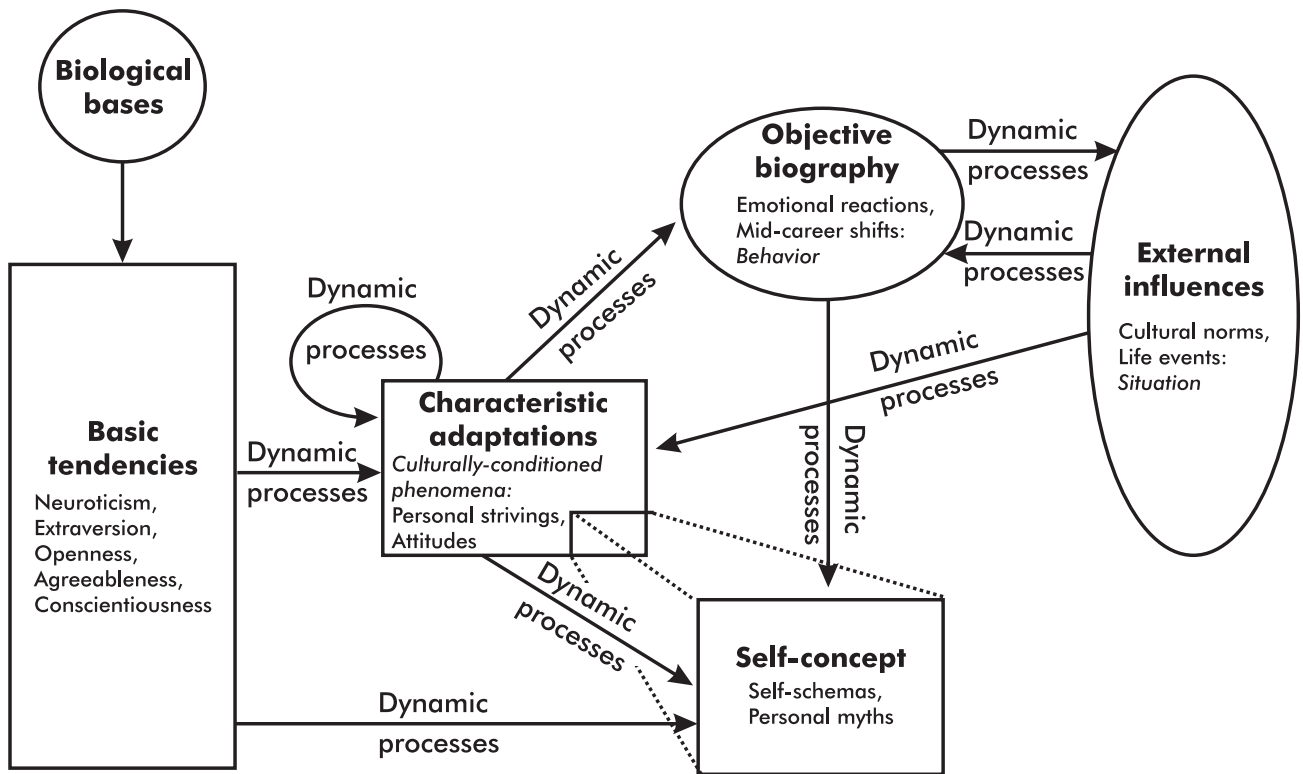 Biological
bases
Objective
biography
Emotional reactions,
Mid-career shifts:
Behavior
Dynamic
processes
Dynamic
processes
External
influences
Cultural norms,
Life events:
Situation
Dynamic
processes
Dynamic
processes
Dynamic
processes
Basic
tendencies
Neuroticism,
Extraversion,
Openness,
Agreeableness,
Conscientiousness
Dynamic
processes
Characteristic
adaptations
Culturally-conditioned
phenomena:
Personal strivings,
Attitudes
Dynamic
processes
Dynamic
processes
Self-concept
Self-schemas,
Personal myths
Dynamic
processes